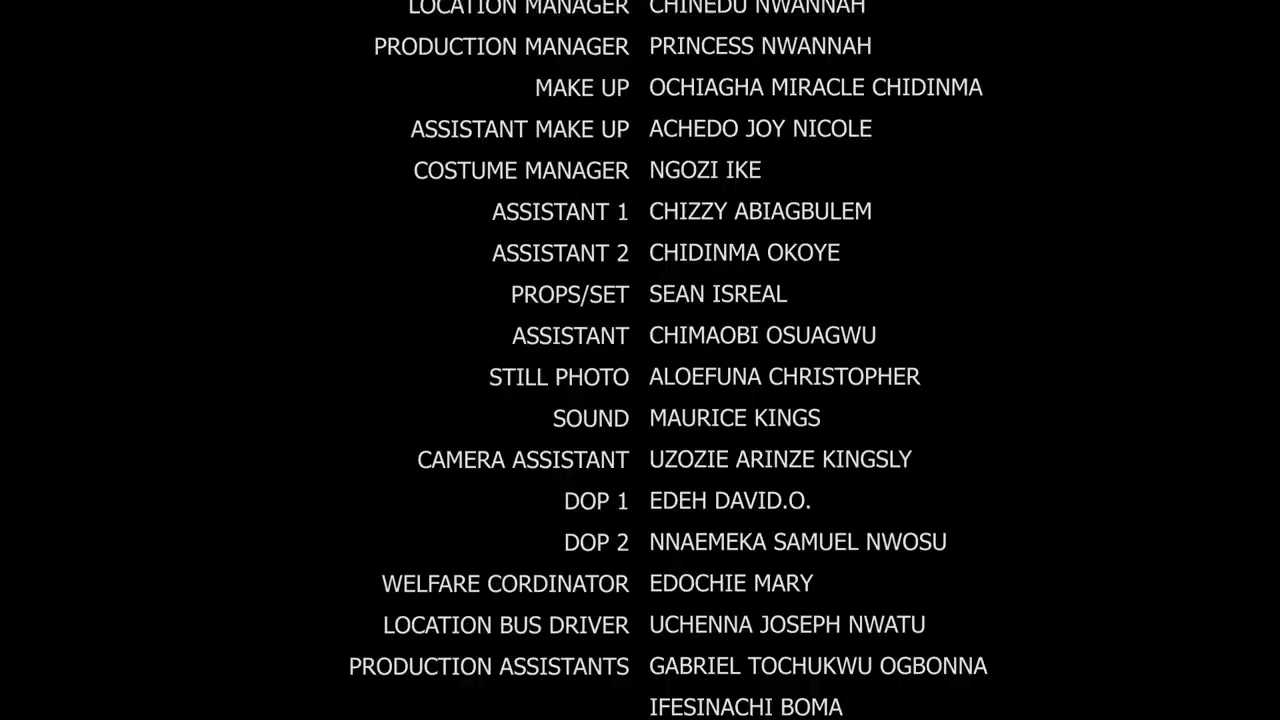 LOCATION MANAGER CHINEDU NWANNAH
PRODUCTION MANAGER PRINCESS NWANNAH
MAKE UP OCHIAGHA MIRACLE CHIDINMA
ASSISTANT MAKE UP ACHEDO JOY NICOLE
COSTUME MANAGER NGOZI IKE
ASSISTANT 1 CHIZZY ABIAGBULEM
ASSISTANT 2 CHIDINMA OKOYE
PROPS/SET SEAN ISREAL
ASSISTANT CHIMAOBI OSUAGWU
STILL PHOTO ALOEFUNA CHRISTOPHER
SOUND MAURICE KINGS
CAMERA ASSISTANT UZOZIE ARINZE KINGSLY
DOP 1 EDEH DAVID.O.
DOP 2 NNAEMEKA SAMUEL NWOSU
WELFARE CORDINATOR EDOCHIE MARY
LOCATION BUS DRIVER UCHENNA JOSEPH NWATU
PRODUCTION ASSISTANTS GABRIEL TOCHUKWU OGBONNA
IFESINACHI BOMA